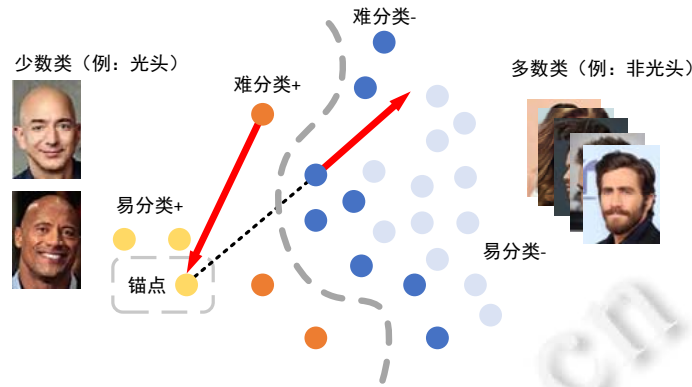 难分类-
少数类（例：光头）
多数类（例：非光头）
难分类+
易分类+
易分类-
锚点
cn